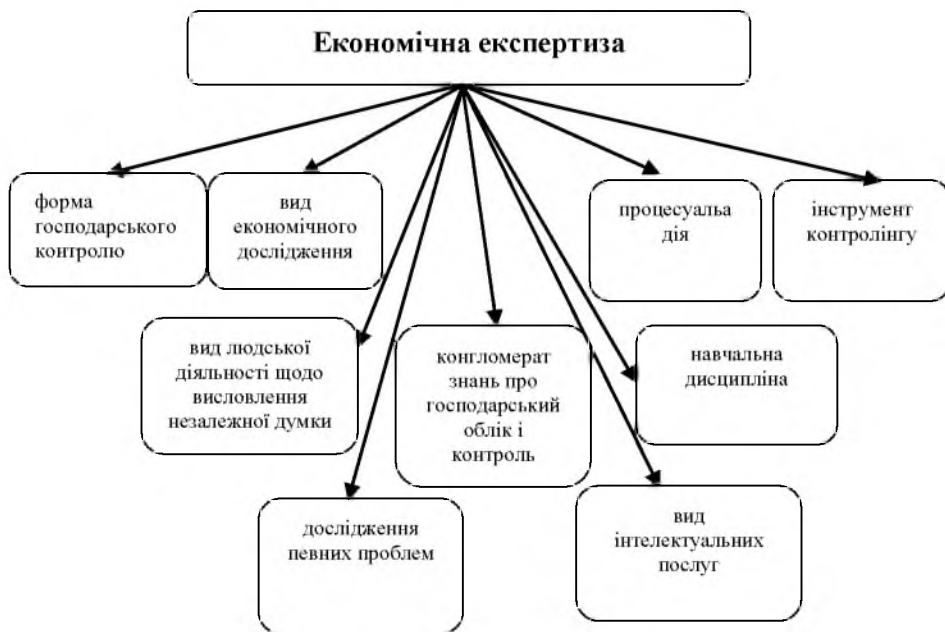 Економічна експертиза
форма
господарського
контролю
вид
економічного
дослідження
процесуальа
дія
інструмент
контролінгу
вид людської
діяльності щодо
висловлення
незалежної думки
конгломерат
знань про
господарський
облік і
контроль
навчальна
дисципліна
дослідження
певних проблем
вид
інтелектуальних
послуг